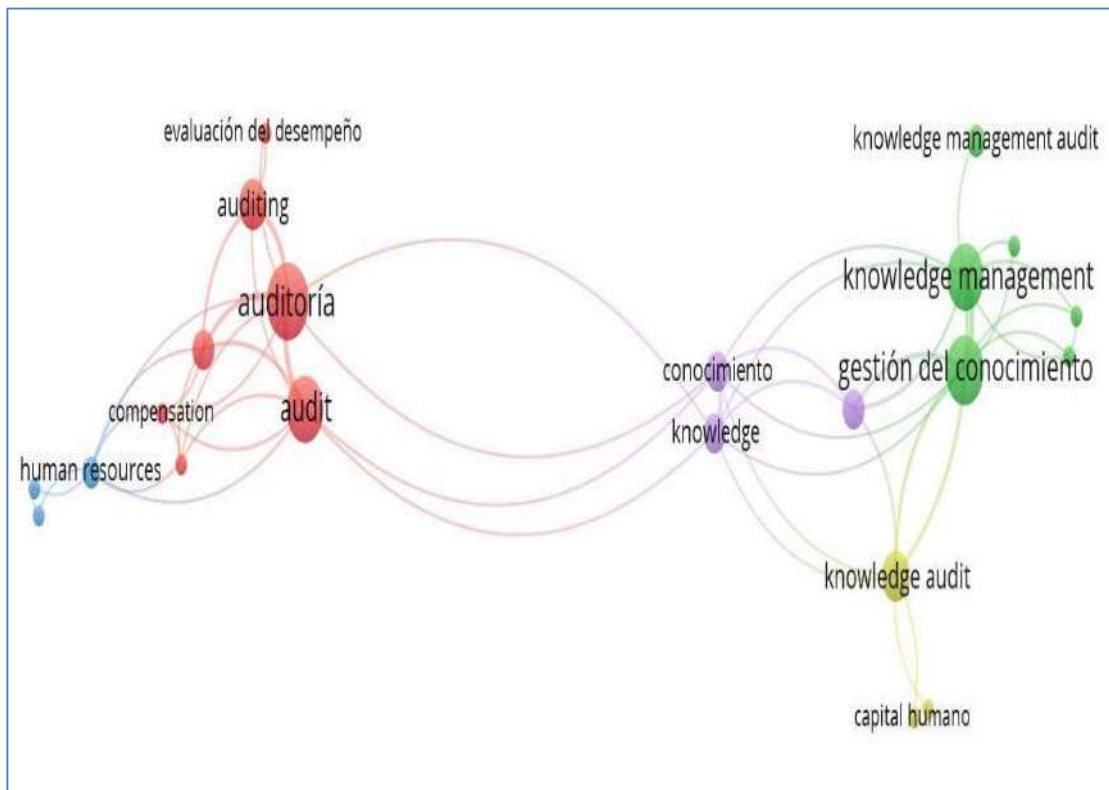 evaluación del desempeño
knowledge management audit
auditing
knowledge management
auditoría
gestión del conocimiento
conocimiento
compensation
audit
knowledge
human resources
knowledge audit
capital humano